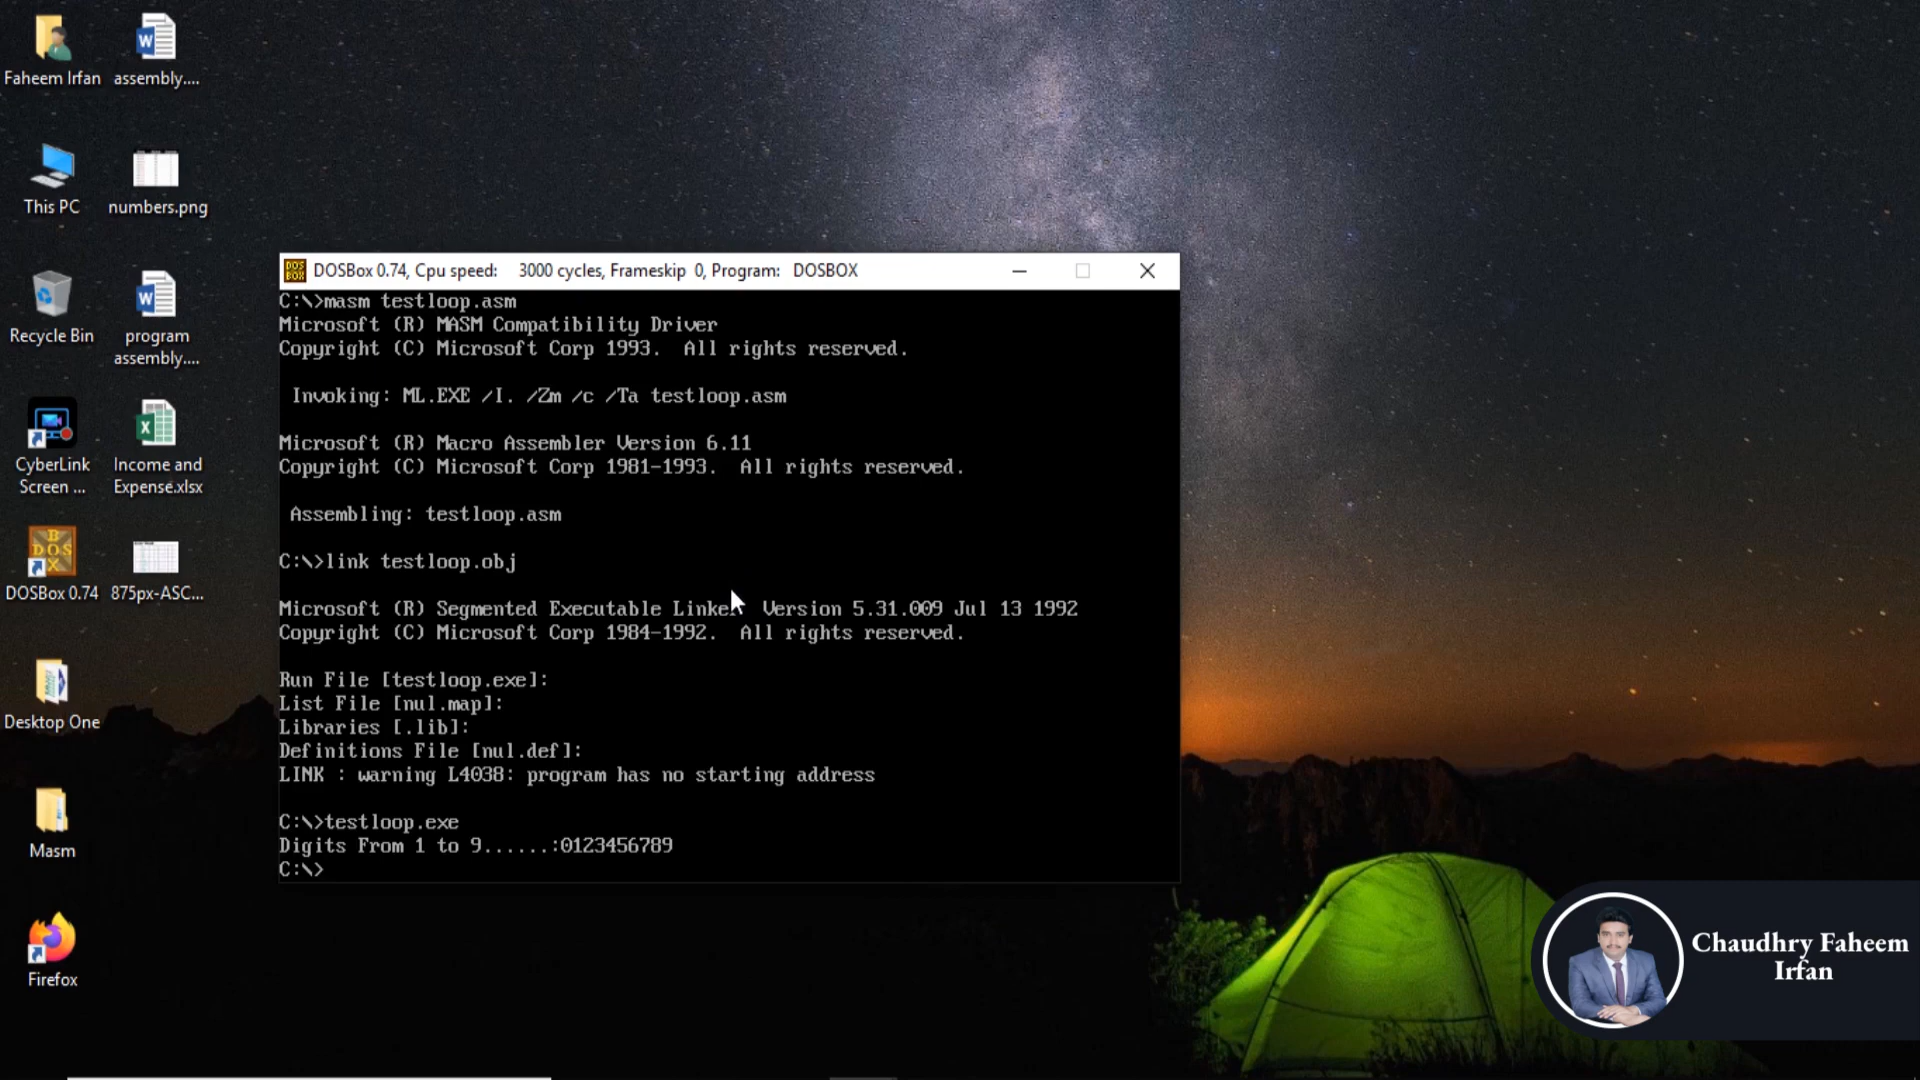 Faheem Irfan
assembly....
This PC
numbers.png
Recycle Bin
program
assembly....
CyberLink
Screen ...
Income and
Expense.xlsx
DOSBox 0.74
875px-ASC...
Desktop One
Masm
Firefox
DOSBox 0.74, Cpu speed: 3000 cycles, Frameskip 0, Program: DOSBOX
C:\>masm testloop.asm
Microsoft (R) MASM Compatibility Driver
Copyright (C) Microsoft Corp 1993. All rights reserved.
Invoking: ML.EXE /I. /Zm /c /Ta testloop.asm
Microsoft (R) Macro Assembler Version 6.11
Copyright (C) Microsoft Corp 1981-1993. All rights reserved.
Assembling: testloop.asm
C:\>link testloop.obj
Microsoft (R) Segmented Executable Linker Version 5.31.009 Jul 13 1992
Copyright (C) Microsoft Corp 1984-1992. All rights reserved.
Run File [testloop.exe]:
List File [nul.map]:
Libraries [.lib]:
Definitions File [nul.def]:
LINK : warning L4038: program has no starting address
C:\>testloop.exe
Digits From 1 to 9......:0123456789
C:\>
Chaudhry Faheem
Irfan